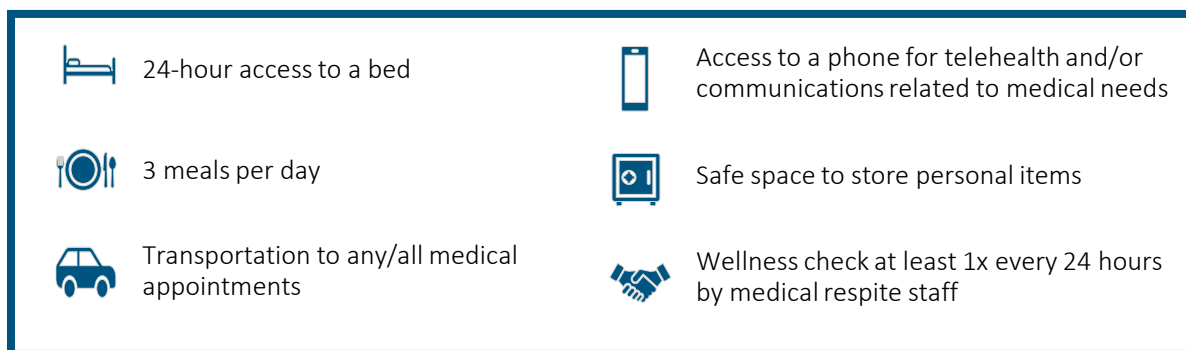 24-hour access to a bed
3 meals per day
Transportation to any/all medical
appointments
Access to a phone for telehealth and/or
communications related to medical needs
Safe space to store personal items
Wellness check at least 1x every 24 hours
by medical respite staff